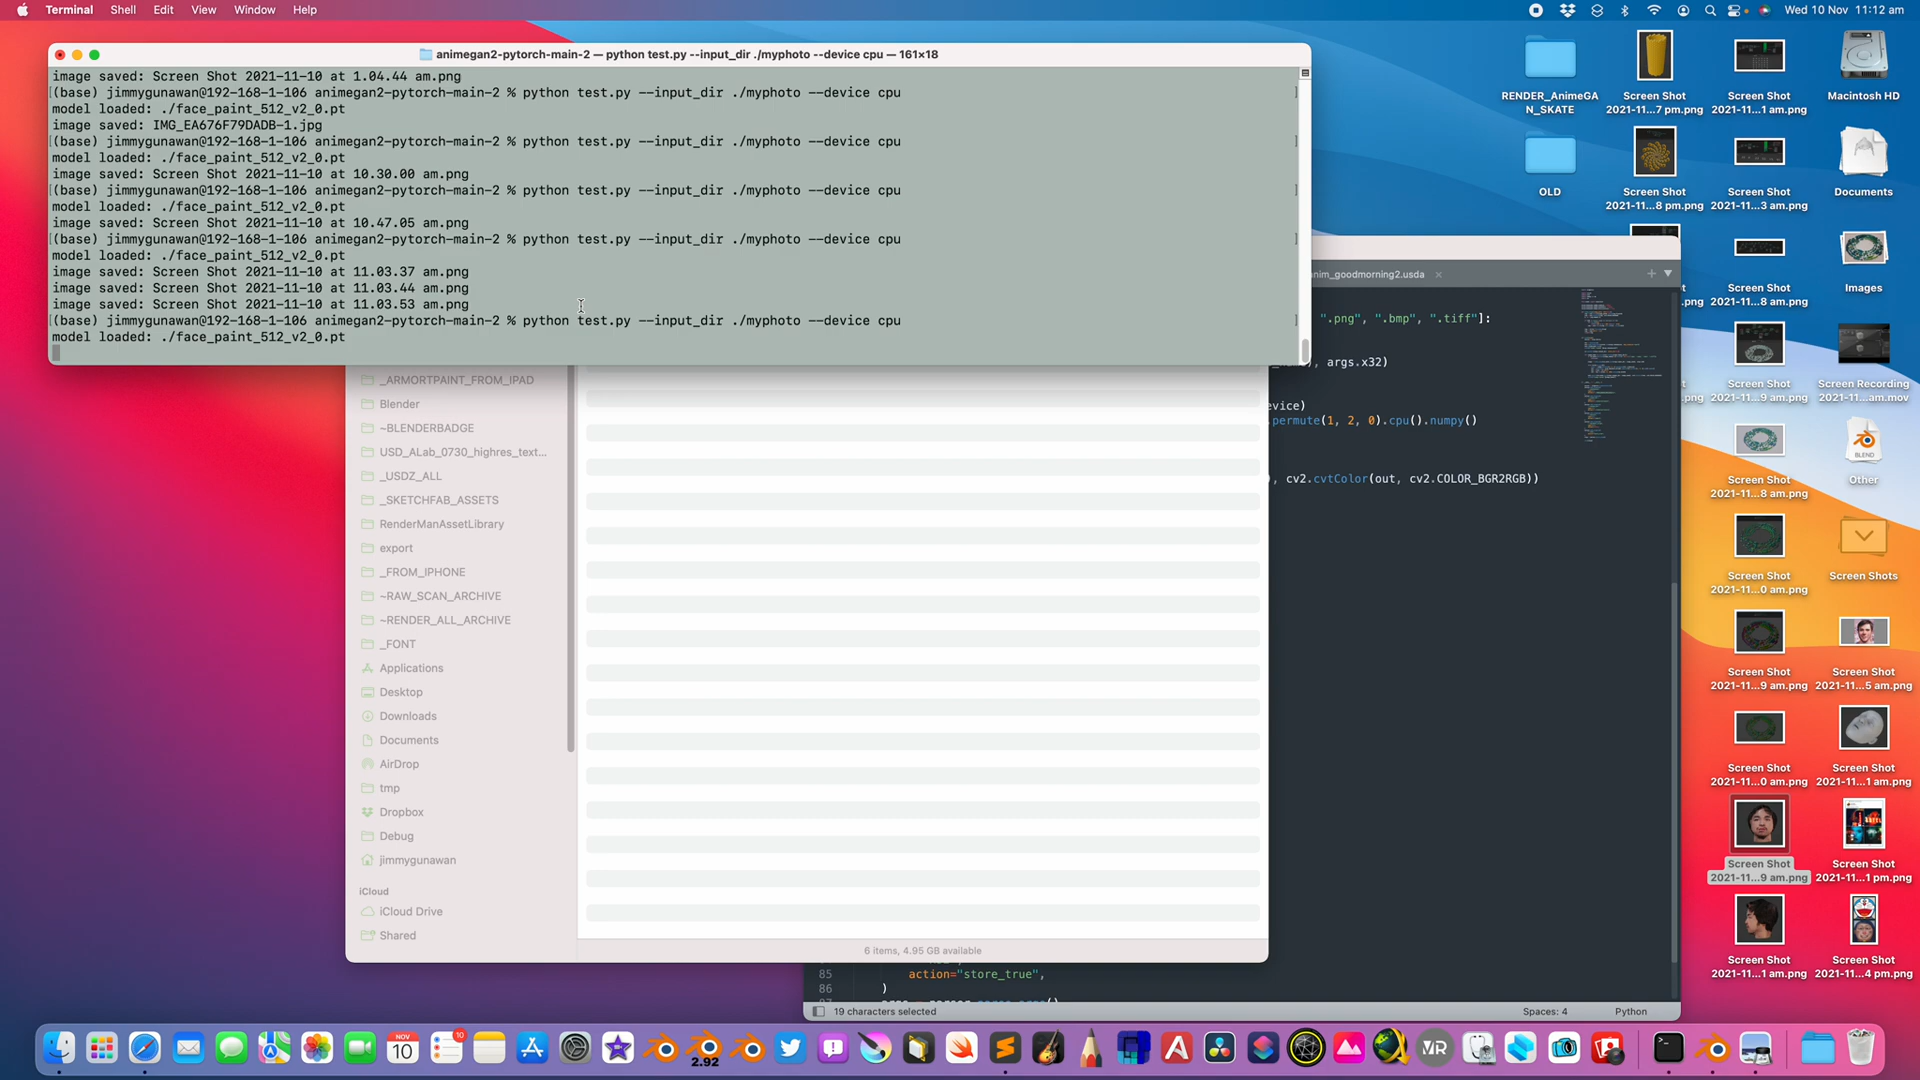 Terminal Shell Edit View Window Help
Wed 10 Nov 11:12 am
animegan2-pytorch-main-2 — python test.py --input_dir ./myphoto --device cpu — 161×18
image saved: Screen Shot 2021-11-10 at 1.04.44 am.png
(base) jimmygunawan@192-168-1-106 animegan2-pytorch-main-2 % python test.py --input_dir ./myphoto --device cpu
model loaded: ./face_paint_512_v2_0.pt
image saved: IMG_EA676F79DADB-1.jpg
(base) jimmygunawan@192-168-1-106 animegan2-pytorch-main-2 % python test.py --input_dir ./myphoto --device cpu
model loaded: ./face_paint_512_v2_0.pt
image saved: Screen Shot 2021-11-10 at 10.30.00 am.png
(base) jimmygunawan@192-168-1-106 animegan2-pytorch-main-2 % python test.py --input_dir ./myphoto --device cpu
model loaded: ./face_paint_512_v2_0.pt
image saved: Screen Shot 2021-11-10 at 10.47.05 am.png
(base) jimmygunawan@192-168-1-106 animegan2-pytorch-main-2 % python test.py --input_dir ./myphoto --device cpu
model loaded: ./face_paint_512_v2_0.pt
image saved: Screen Shot 2021-11-10 at 11.03.37 am.png
image saved: Screen Shot 2021-11-10 at 11.03.44 am.png
image saved: Screen Shot 2021-11-10 at 11.03.53 am.png
(base) jimmygunawan@192-168-1-106 animegan2-pytorch-main-2 % python test.py --input_dir ./myphoto --device cpu
model loaded: ./face_paint_512_v2_0.pt
_ARMORTPAINT_FROM_IPAD
Blender
~BLENDERBADGE
USD_ALab_0730_highres_text...
_USDZ_ALL
_SKETCHFAB_ASSETS
RenderManAssetLibrary
export
_FROM_IPHONE
~RAW_SCAN_ARCHIVE
~RENDER_ALL_ARCHIVE
_FONT
Applications
Desktop
Downloads
Documents
AirDrop
tmp
Dropbox
Debug
jimmygunawan
iCloud
iCloud Drive
Shared
6 items, 4.95 GB available
nim_goodmorning2.usda
".png", ".bmp", ".tiff"]:
, args.x32)
evice)
permute(1, 2, 0).cpu().numpy()
, cv2.cvtColor(out, cv2.COLOR_BGR2RGB))
85 action="store_true",
86 )
19 characters selected
Spaces: 4
Python
RENDER_AnimeGA
N_SKATE
OLD
Screen Shot
2021-11...7 pm.png
Screen Shot
2021-11...8 pm.png
Screen Shot
2021-11...1 am.png
Screen Shot
2021-11...3 am.png
Screen Shot
2021-11...8 am.png
Screen Shot
2021-11...9 am.png
Screen Shot
2021-11...8 am.png
Screen Shot
2021-11...0 am.png
Screen Shot
2021-11...9 am.png
Screen Shot
2021-11...0 am.png
Screen Shot
2021-11...9 am.png
Screen Shot
2021-11...1 am.png
Macintosh HD
Documents
Images
Screen Recording
2021-11...am.mov
BLEND
Other
Screen Shots
Screen Shot
2021-11...5 am.png
Screen Shot
2021-11...1 am.png
Screen Shot
2021-11...1 pm.png
Screen Shot
2021-11...4 pm.png
NOV
10
10
2.92
VR